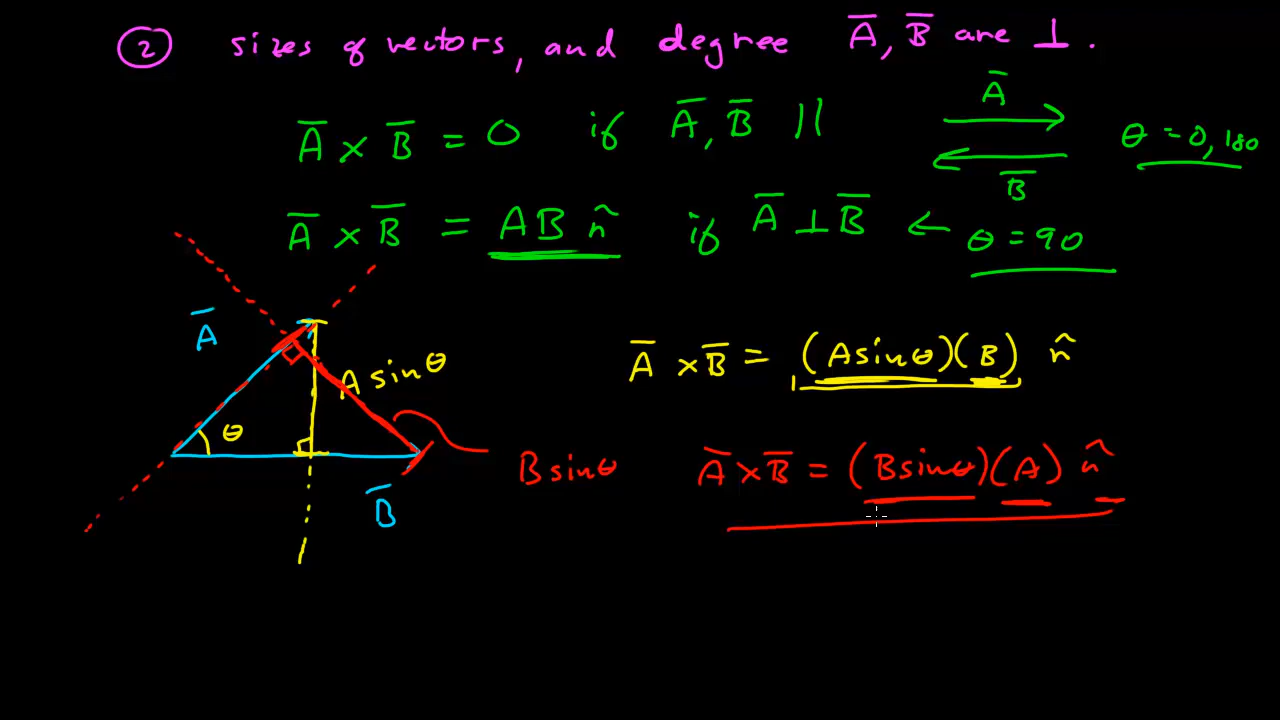 ② sizes of vectors, and degree A̅, B̅ are ⊥.
A̅ × B̅ = 0 if A̅, B̅ ||
A̅
B̅
θ = 0, 180
A̅ × B̅ = AB n̂ if A̅ ⊥ B̅ ← θ = 90
A̅
θ
A sinθ
B̅
B sinθ
A̅ × B̅ = (A sinθ)(B) n̂
A̅ × B̅ = (B sinθ)(A) n̂